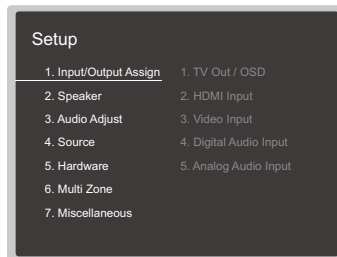 Setup
1. Input/Output Assign
2. Speaker
3. Audio Adjust
4. Source
5. Hardware
6. Multi Zone
7. Miscellaneous
1. TV Out / OSD
2. HDMI Input
3. Video Input
4. Digital Audio Input
5. Analog Audio Input